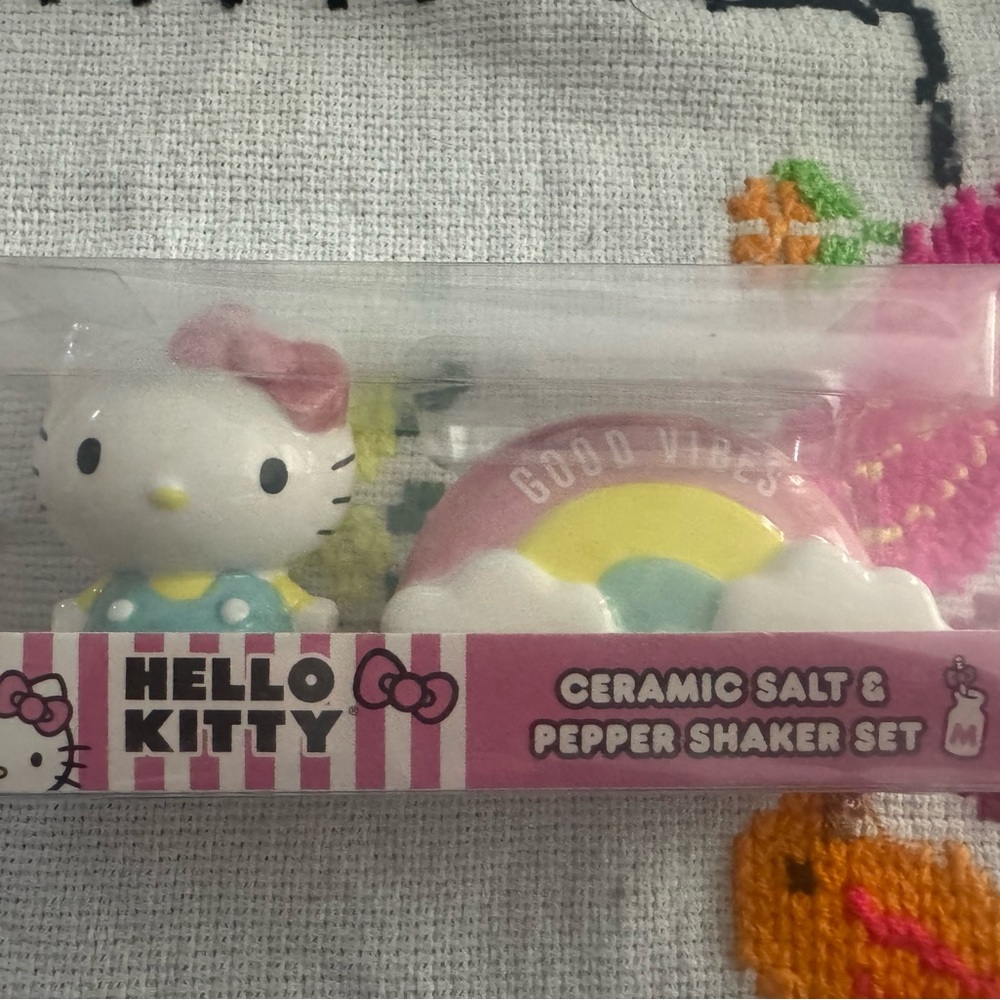 GOOD VIBES
HELLO
KITTY®
CERAMIC SALT &
PEPPER SHAKER SET
M